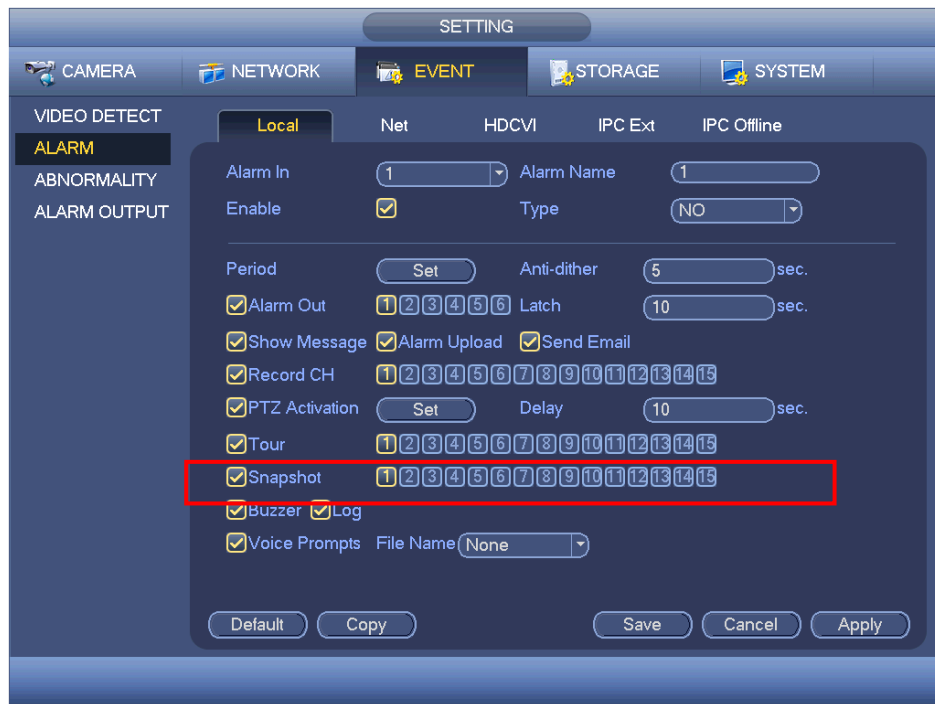 SETTING
CAMERA NETWORK EVENT STORAGE SYSTEM
VIDEO DETECT
ALARM
ABNORMALITY
ALARM OUTPUT
Local Net HDCVI IPC Ext IPC Offline
Alarm In 1 Alarm Name 1
Enable Type NO
Period Set Anti-dither 5 sec.
Alarm Out 1 2 3 4 5 6 Latch 10 sec.
Show Message Alarm Upload Send Email
Record CH 1 2 3 4 5 6 7 8 9 10 11 12 13 14 15
PTZ Activation Set Delay 10 sec.
Tour 1 2 3 4 5 6 7 8 9 10 11 12 13 14 15
Snapshot 1 2 3 4 5 6 7 8 9 10 11 12 13 14 15
Buzzer Log
Voice Prompts File Name None
Default Copy Save Cancel Apply